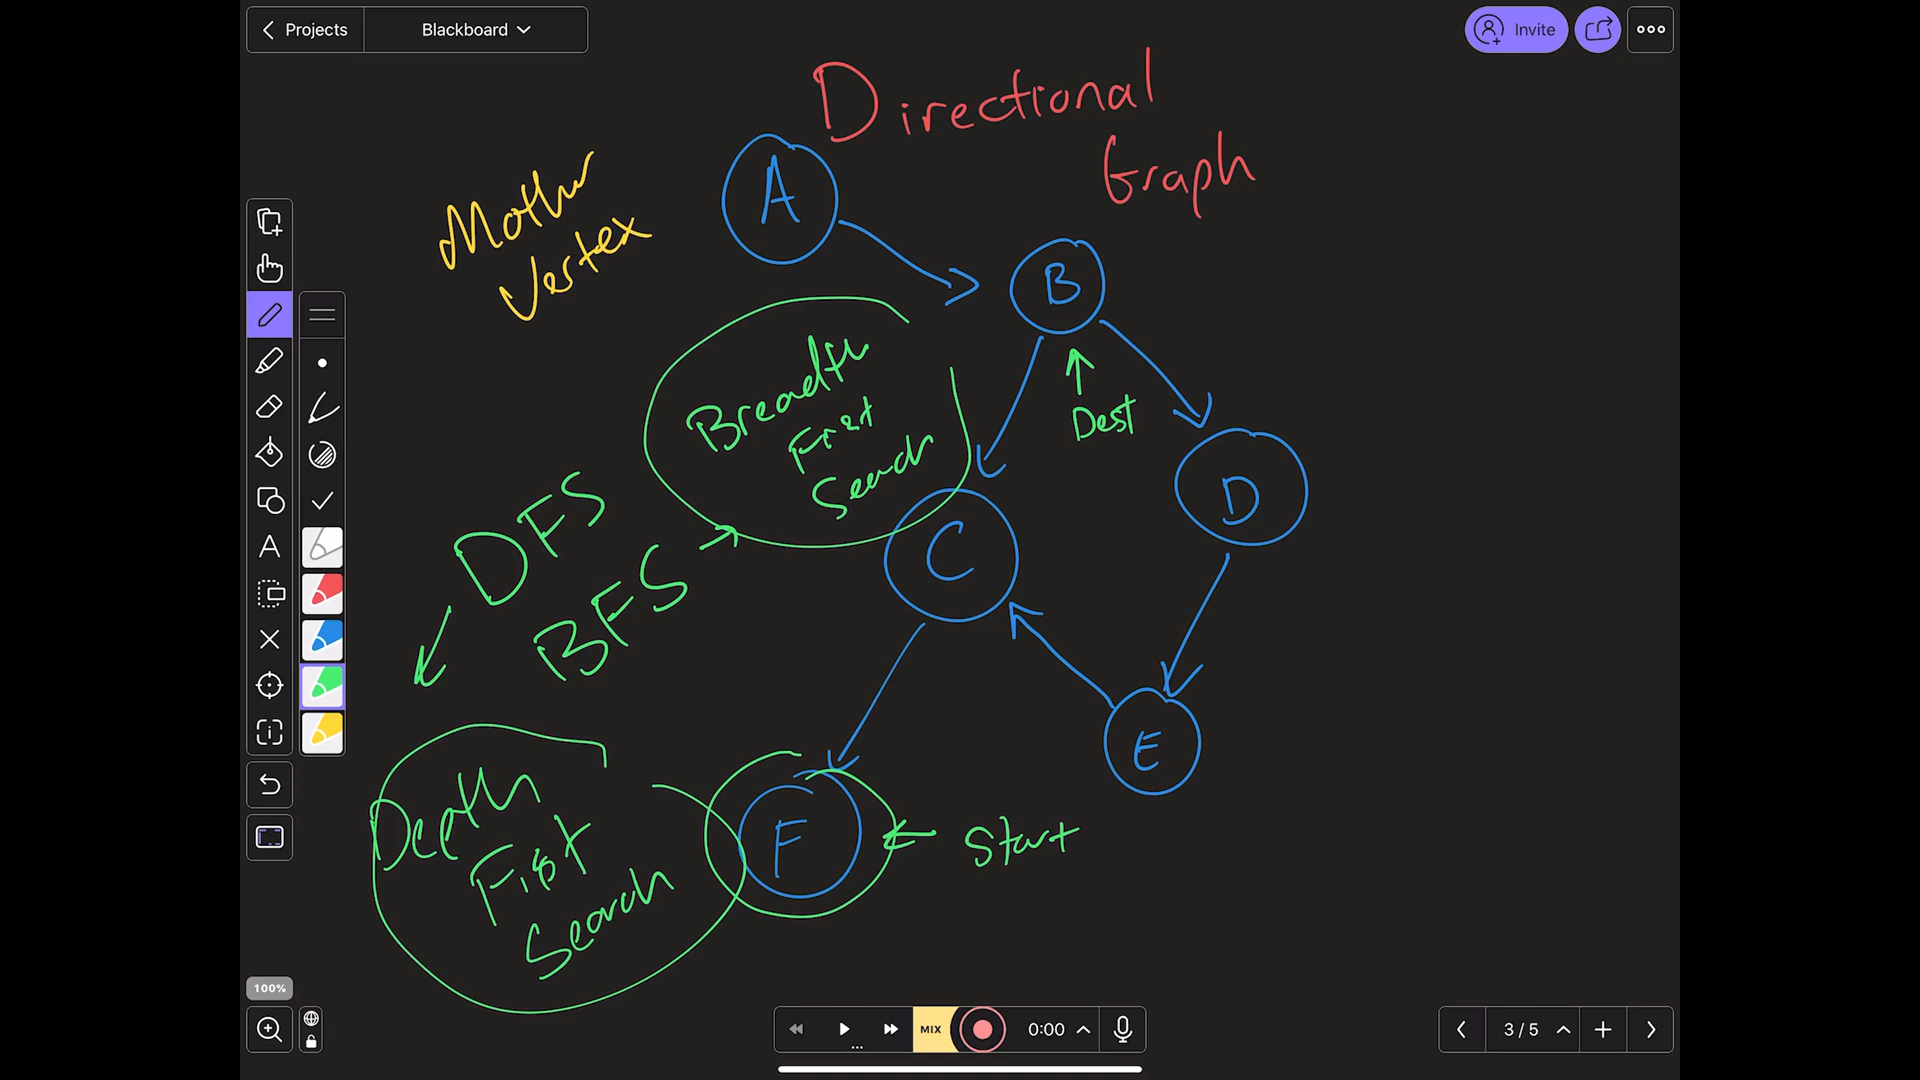 Projects
Blackboard
Invite
Directional
Graph
Mother
Vertex
A
B
Dest
Breadth
First
Search
D
C
DFS
BFS
E
Depth
First
Search
F
Start
A
100%
MIX
0:00
3 / 5